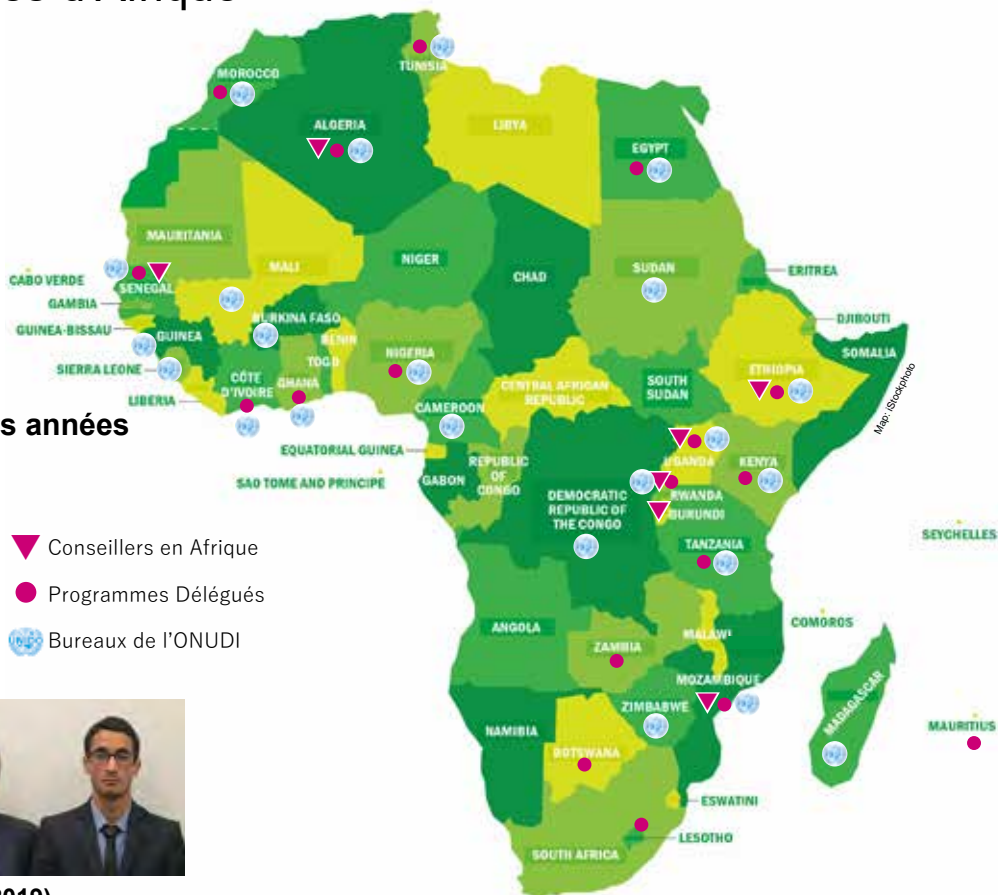 MOROCCO
TUNISIA
ALGERIA
LIBYA
EGYPT
MAURITANIA
MALI
NIGER
CHAD
SUDAN
ERITREA
CABO VERDE
SENEGAL
GAMBIA
GUINEA-BISSAU
GUINEA
BURKINA FASO
BENIN
TOGO
NIGERIA
DJIBOUTI
SOMALIA
ETHIOPIA
SIERRA LEONE
CÔTE
D'IVOIRE
GHANA
LIBERIA
CENTRAL AFRICAN
REPUBLIC
SOUTH
SUDAN
Map: iStockphoto
CAMEROON
s années
EQUATORIAL GUINEA
SAO TOME AND PRINCIPE
GABON
REPUBLIC
OF
CONGO
UGANDA
KENYA
DEMOCRATIC
REPUBLIC OF
THE CONGO
RWANDA
BURUNDI
TANZANIA
SEYCHELLES
Conseillers en Afrique
Programmes Délégués
UNIDO Bureaux de l'ONUDI
ANGOLA
ZAMBIA
MALAWI
COMOROS
MOZAMBIQUE
ZIMBABWE
MADAGASCAR
MAURITIUS
NAMIBIA
BOTSWANA
ESWATINI
LESOTHO
SOUTH AFRICA